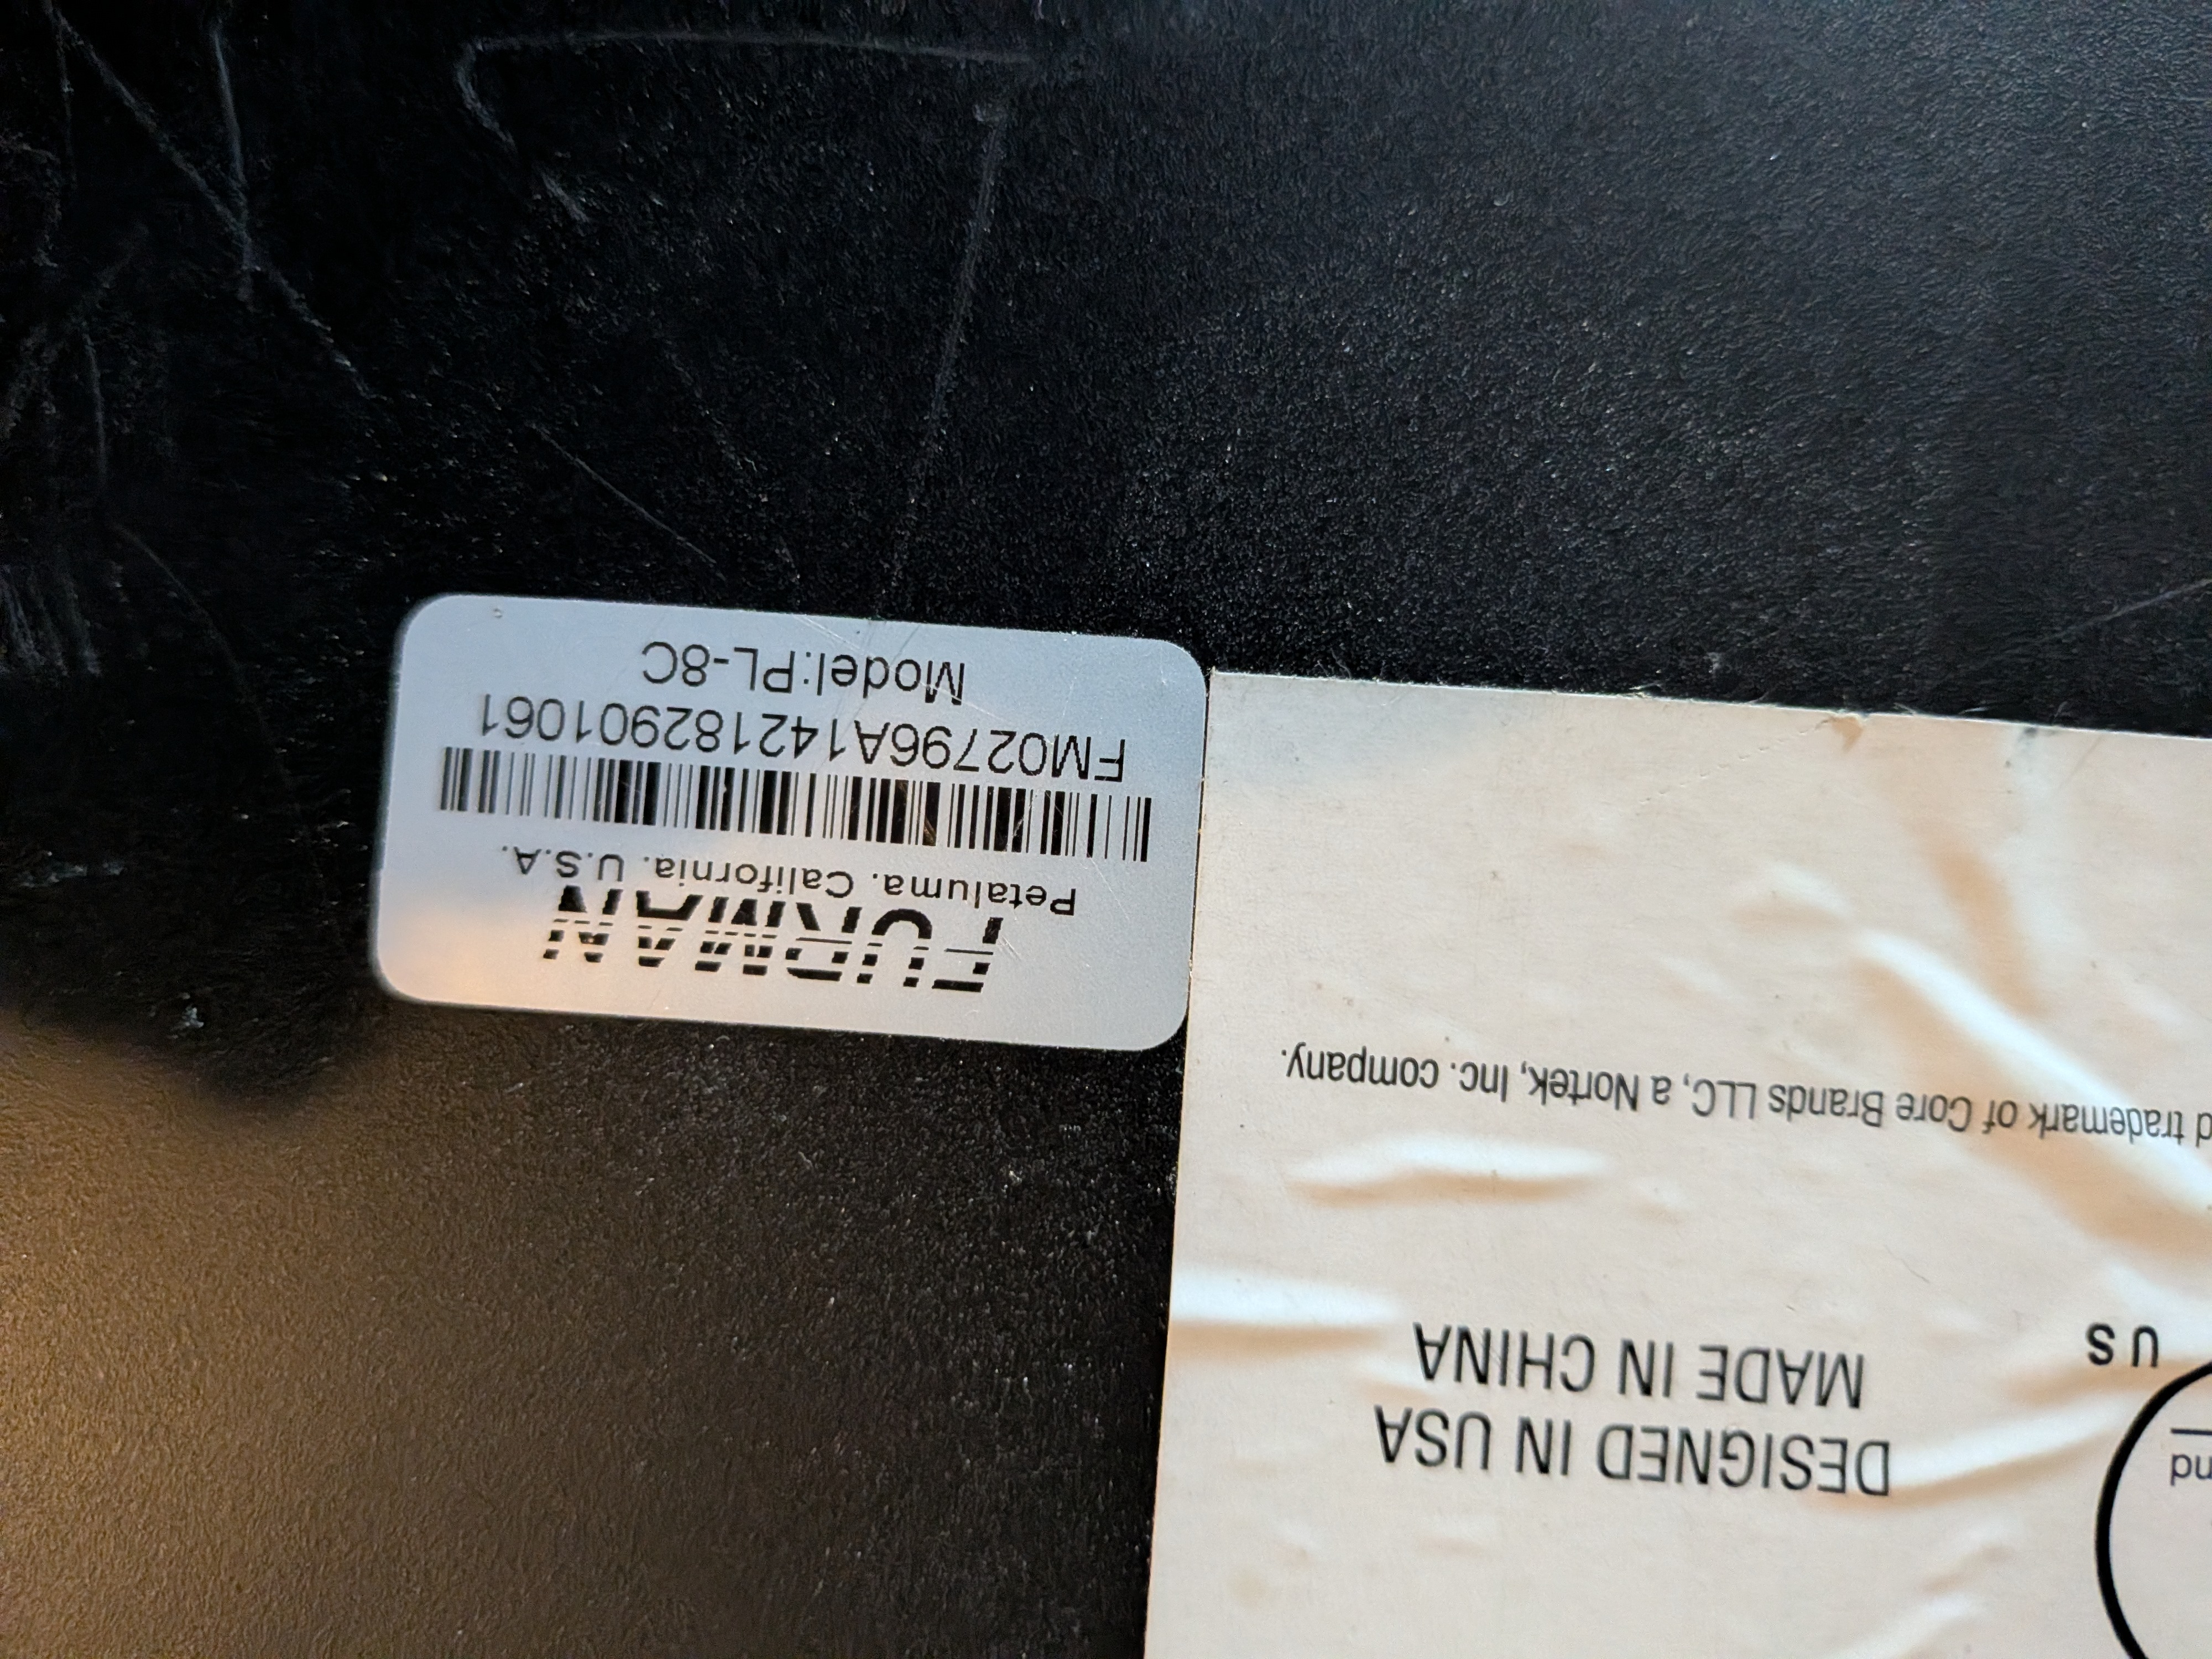 FURMAN
Petaluma. California. U.S.A.
FM02796A142182901061
Model:PL-8C
DESIGNED IN USA
MADE IN CHINA
US
d trademark of Core Brands LLC, a Nortek, Inc. company.